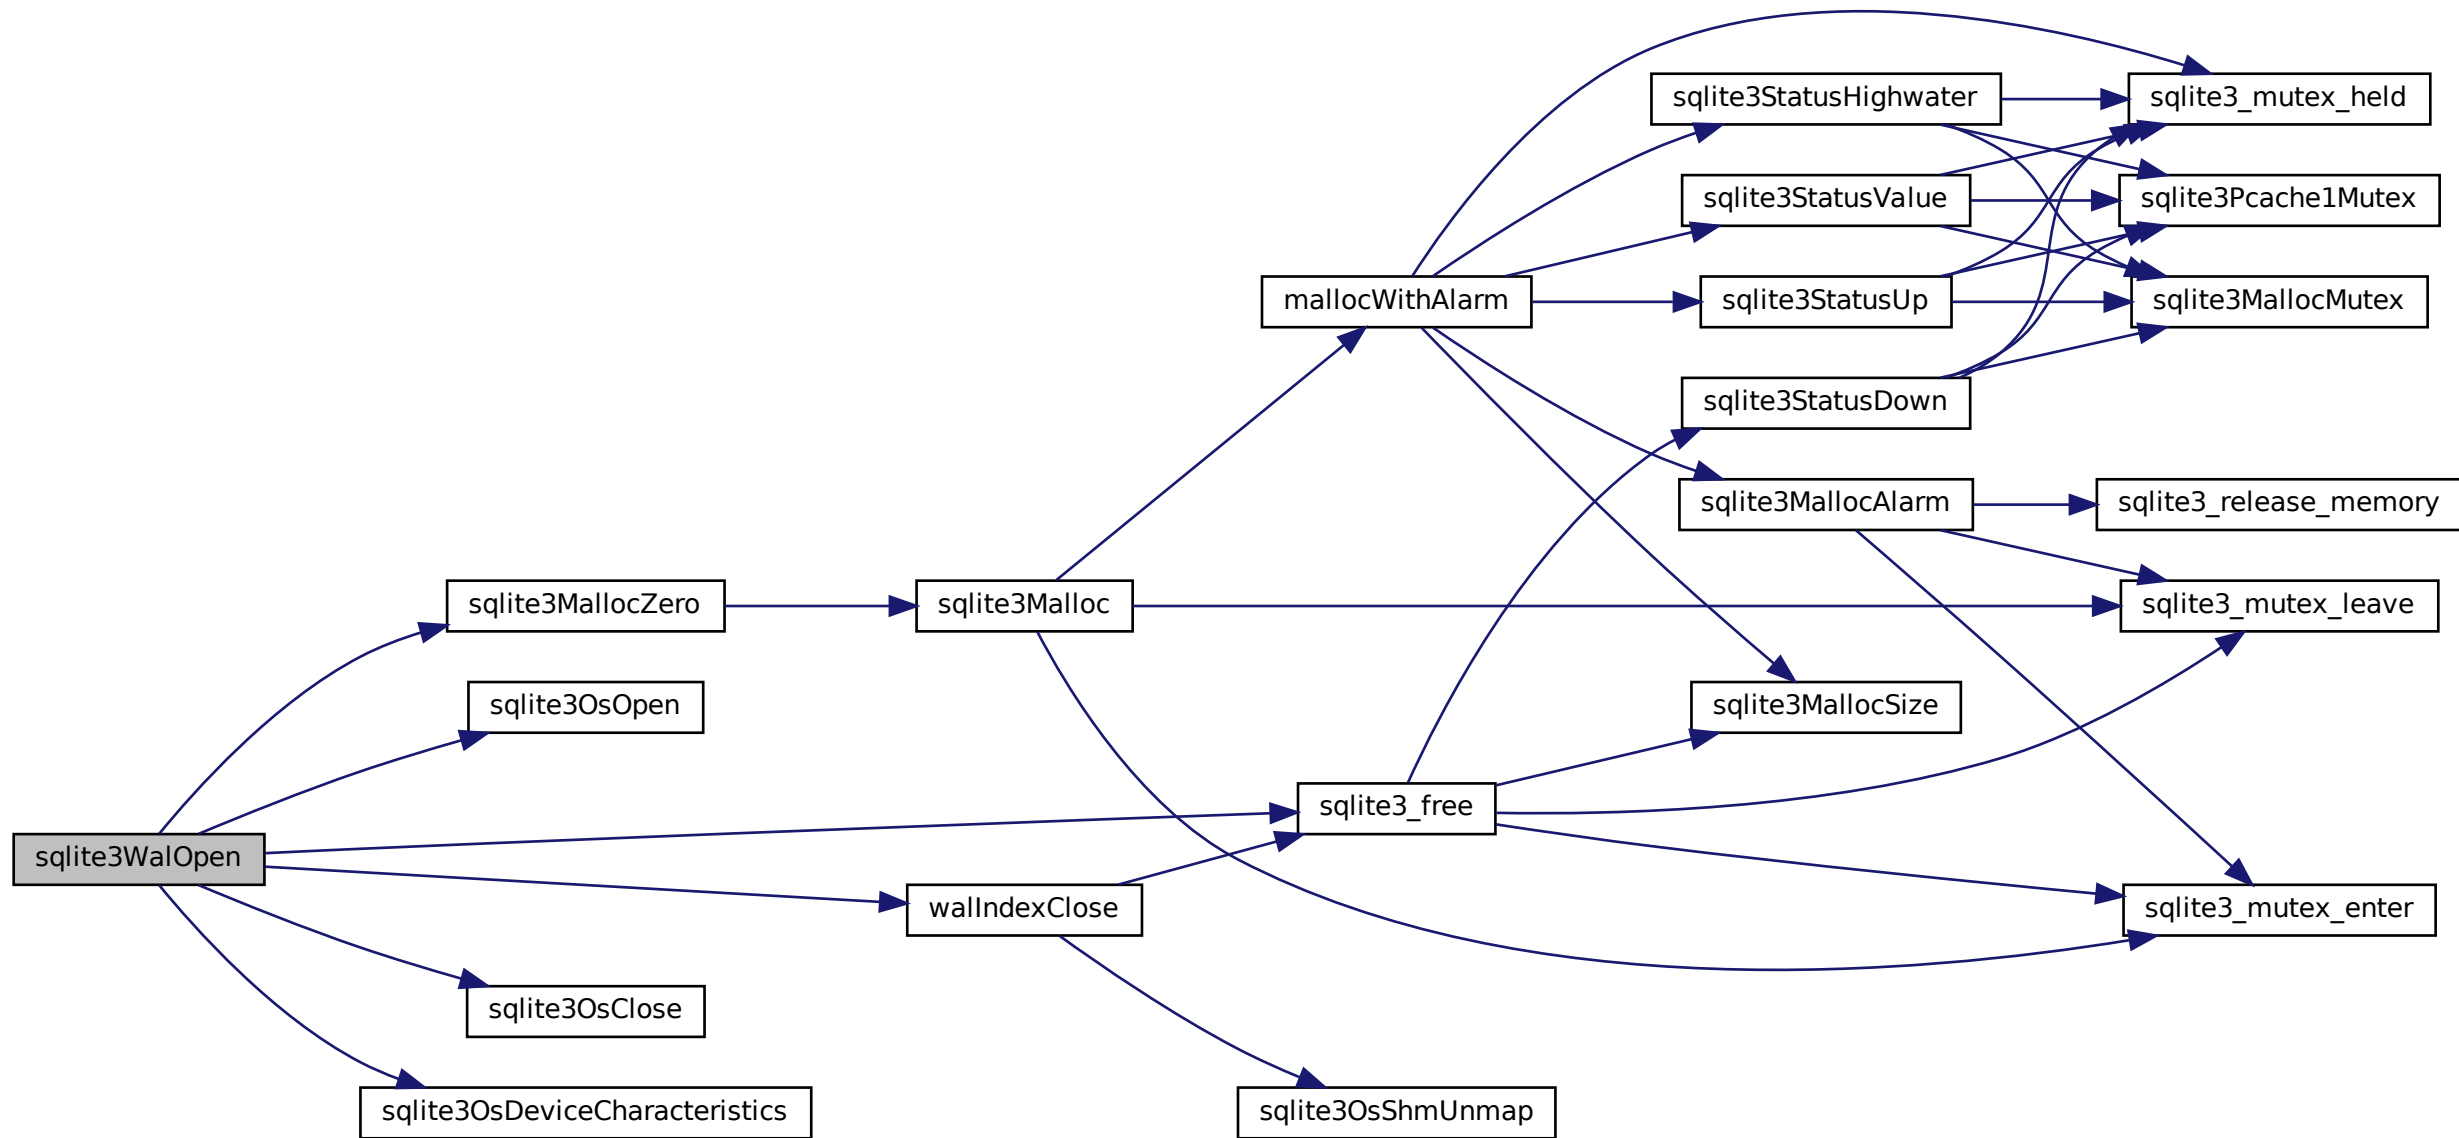 sqlite3StatusHighwater
sqlite3_mutex_held
sqlite3StatusValue
sqlite3Pcache1Mutex
mallocWithAlarm
sqlite3StatusUp
sqlite3MallocMutex
sqlite3StatusDown
sqlite3MallocAlarm
sqlite3_release_memory
sqlite3MallocZero
sqlite3Malloc
sqlite3_mutex_leave
sqlite3OsOpen
sqlite3MallocSize
sqlite3_free
sqlite3WalOpen
walIndexClose
sqlite3_mutex_enter
sqlite3OsClose
sqlite3OsDeviceCharacteristics
sqlite3OsShmUnmap